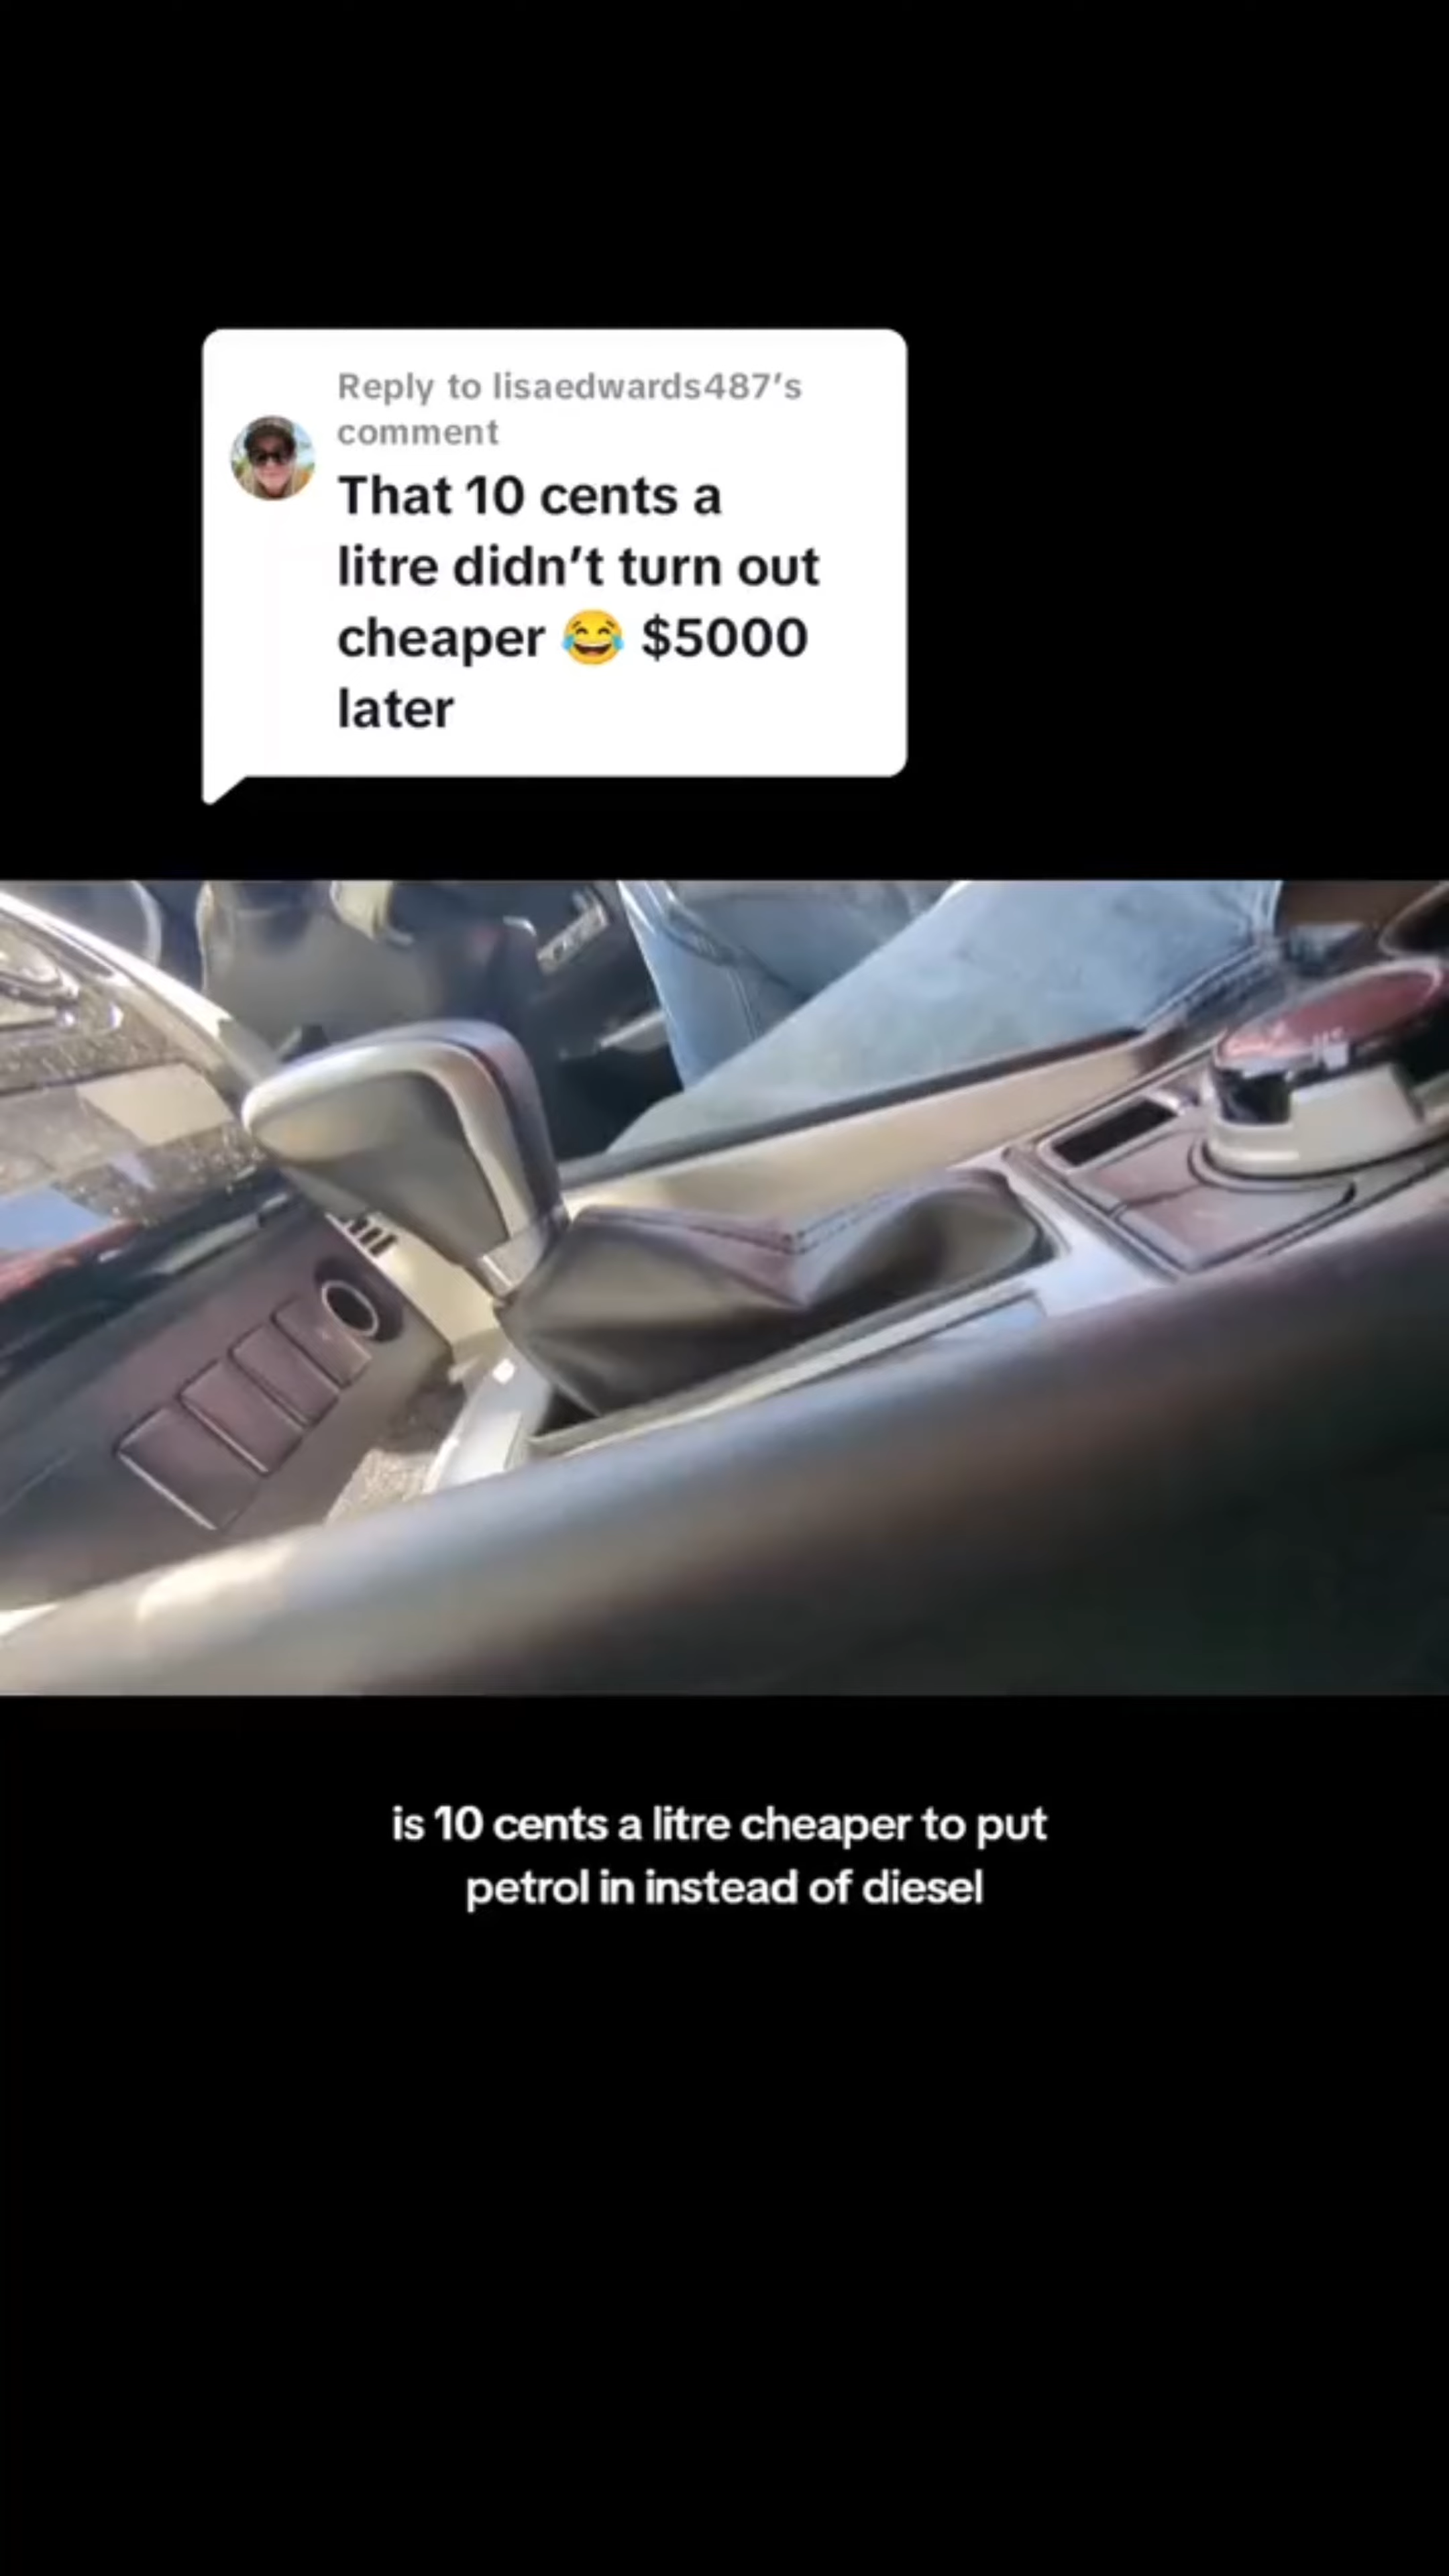 Reply to lisaedwards487’s
comment
That 10 cents a
litre didn’t turn out
cheaper 😂 $5000
later
is 10 cents a litre cheaper to put
petrol in instead of diesel